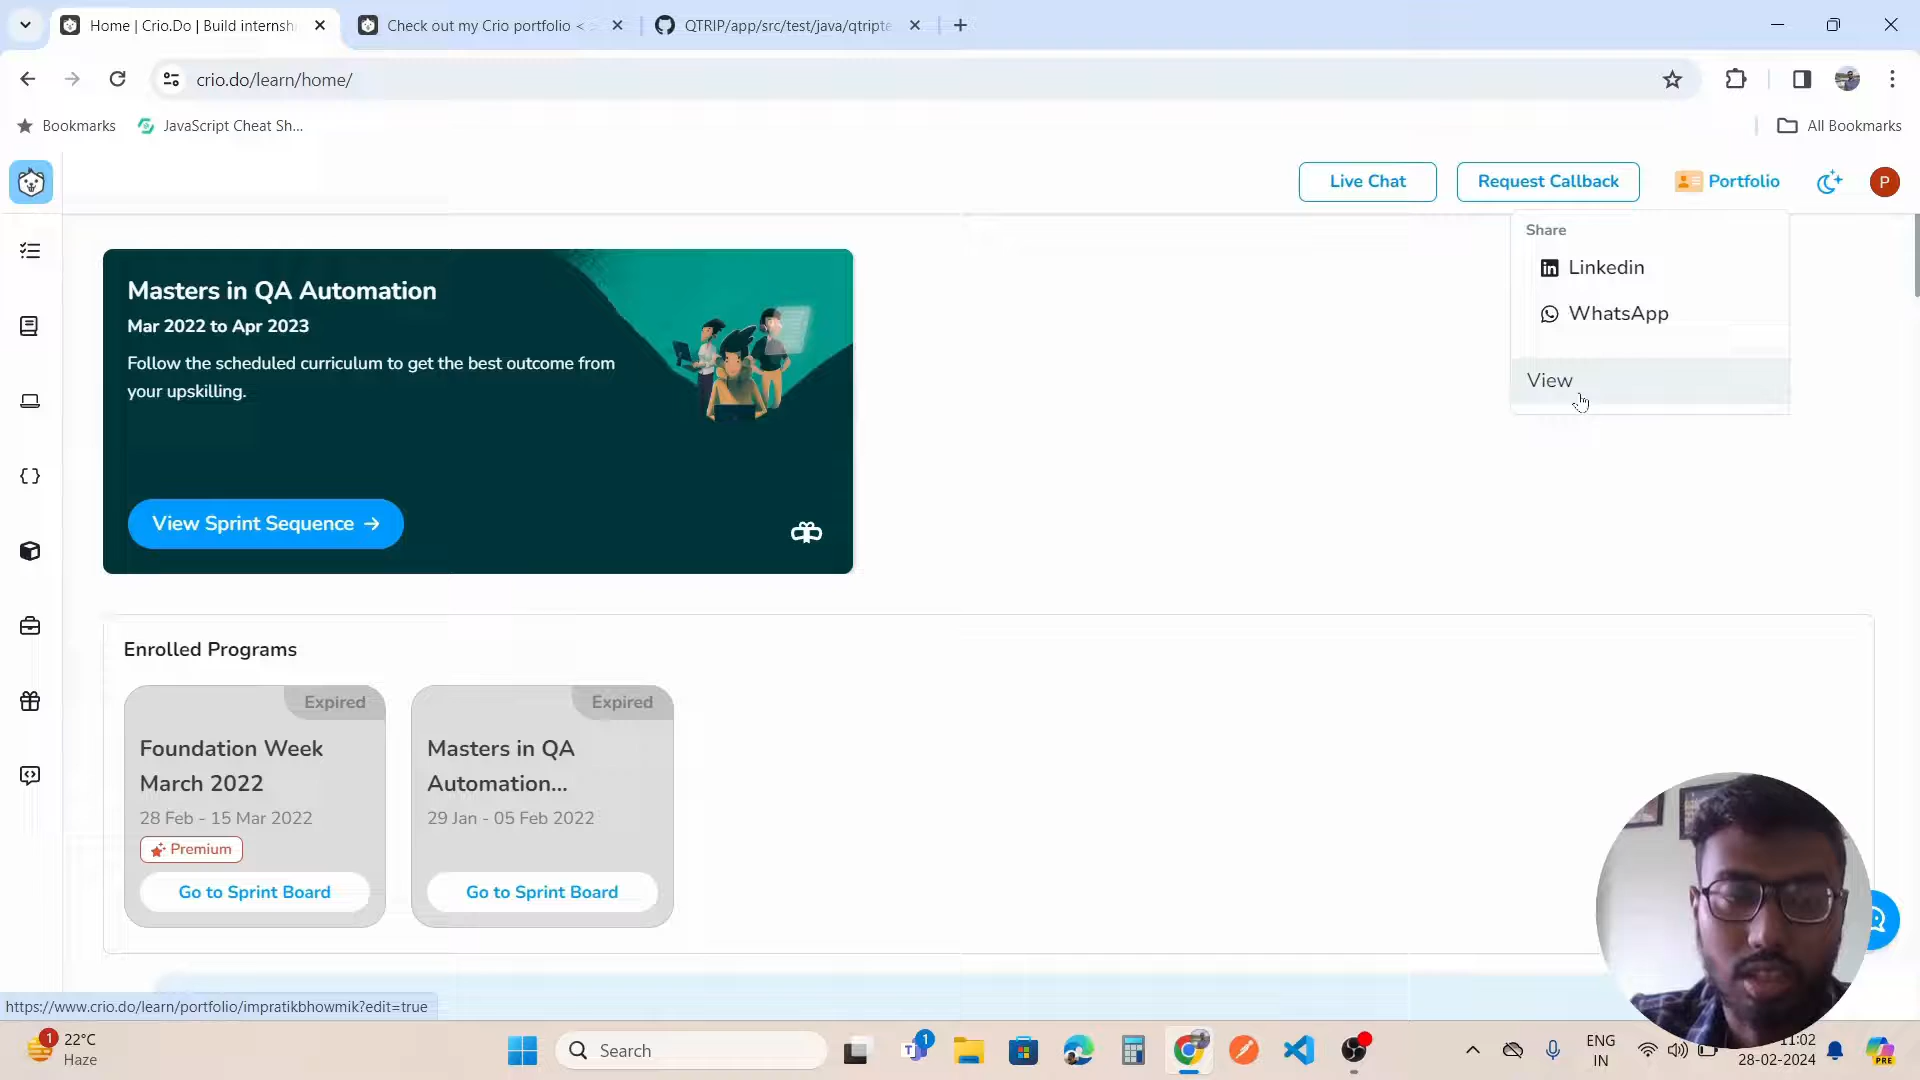 Home | Crio.Do | Build internsh
Check out my Crio portfolio < >
QTRIP/app/src/test/java/qtripte
crio.do/learn/home/
Bookmarks
JavaScript Cheat Sh...
All Bookmarks
Live Chat
Request Callback
Portfolio
P
Share
Linkedin
WhatsApp
View
Masters in QA Automation
Mar 2022 to Apr 2023
Follow the scheduled curriculum to get the best outcome from
your upskilling.
View Sprint Sequence →
Enrolled Programs
Expired
Foundation Week
March 2022
28 Feb - 15 Mar 2022
Premium
Go to Sprint Board
Expired
Masters in QA
Automation...
29 Jan - 05 Feb 2022
Go to Sprint Board
https://www.crio.do/learn/portfolio/impratikbhowmik?edit=true
1
22°C
Haze
Search
1
ENG
IN
11:02
28-02-2024
PRE